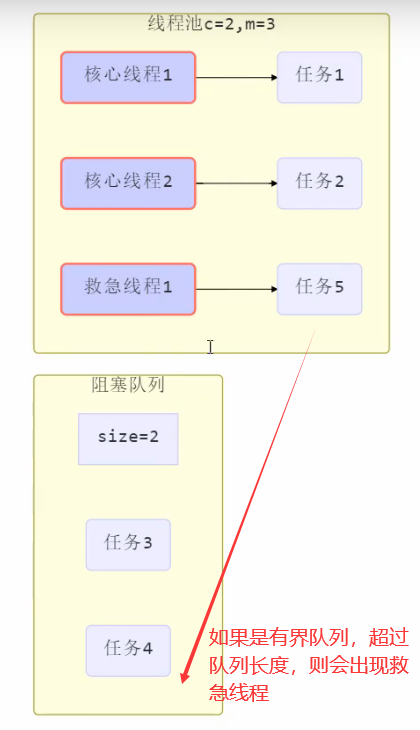 线程池c=2,m=3
核心线程1
任务1
核心线程2
任务2
救急线程1
任务5
阻塞队列
size=2
任务3
任务4
如果是有界队列，超过
队列长度，则会出现救
急线程